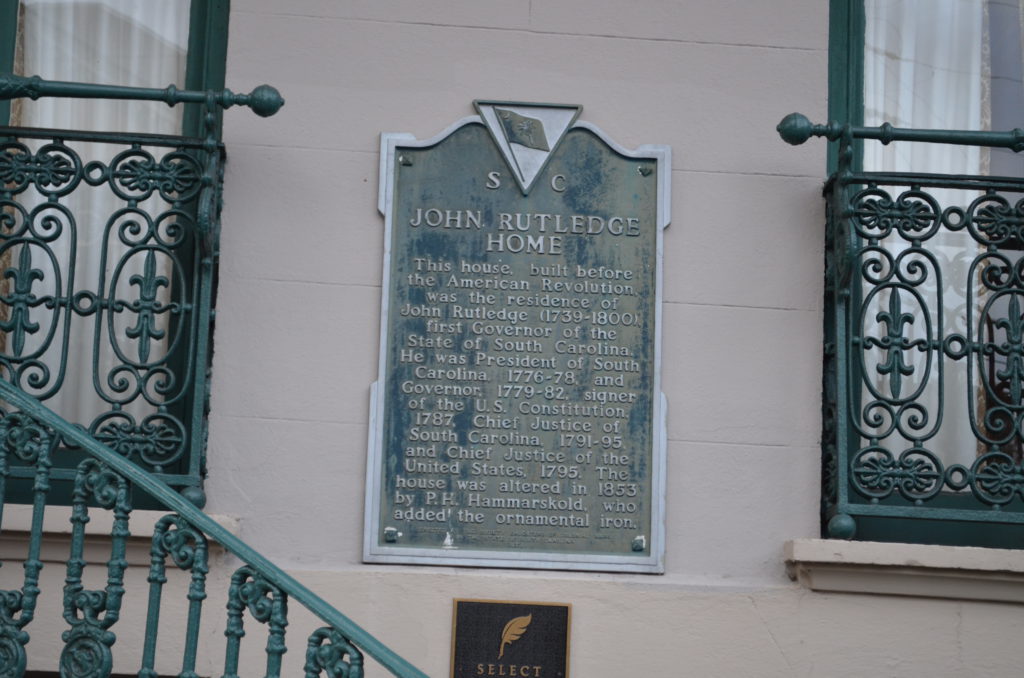 S C
JOHN RUTLEDGE
HOME
This house, built before
the American Revolution,
was the residence of
John Rutledge (1739-1800),
first Governor of the
State of South Carolina.
He was President of South
Carolina, 1776-78, and
Governor, 1779-82, signer
of the U.S. Constitution,
1787, Chief Justice of
South Carolina, 1791-95,
and Chief Justice of the
United States, 1795. The
house was altered in 1853
by P.H. Hammarskold, who
added the ornamental iron.
SELECT